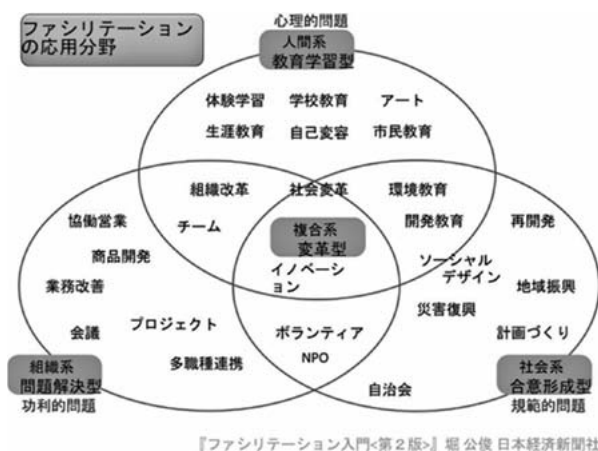 ファシリテーション
の応用分野
心理的問題
人間系
教育学習型
体験学習 学校教育 アート
生涯教育 自己変容 市民教育
組織改革 社会変革 環境教育
協働営業 チーム 開発教育 再開発
複合系
変革型
商品開発 ソーシャル
デザイン
イノベーシ
ョン
業務改善 地域振興
災害復興
会議 プロジェクト ボランティア 計画づくり
NPO
多職種連携
組織系
問題解決型
功利的問題
自治会
社会系
合意形成型
規範的問題
『ファシリテーション入門<第2版>』堀 公俊 日本経済新聞社